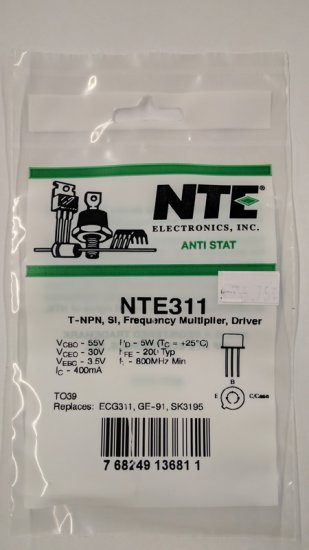 NTE®
ELECTRONICS, INC.
ANTI STAT
NTE311
T-NPN, SI, Frequency Multiplier, Driver
VCBO - 55V PD - 5W (TC = +25°C)
VCEO - 30V hFE - 200 Typ
VEBO - 3.5V ft - 800MHz Min
IC - 400mA
TO39
Replaces: ECG311, GE-91, SK3195
B
E C/Case
7 68249 13681 1